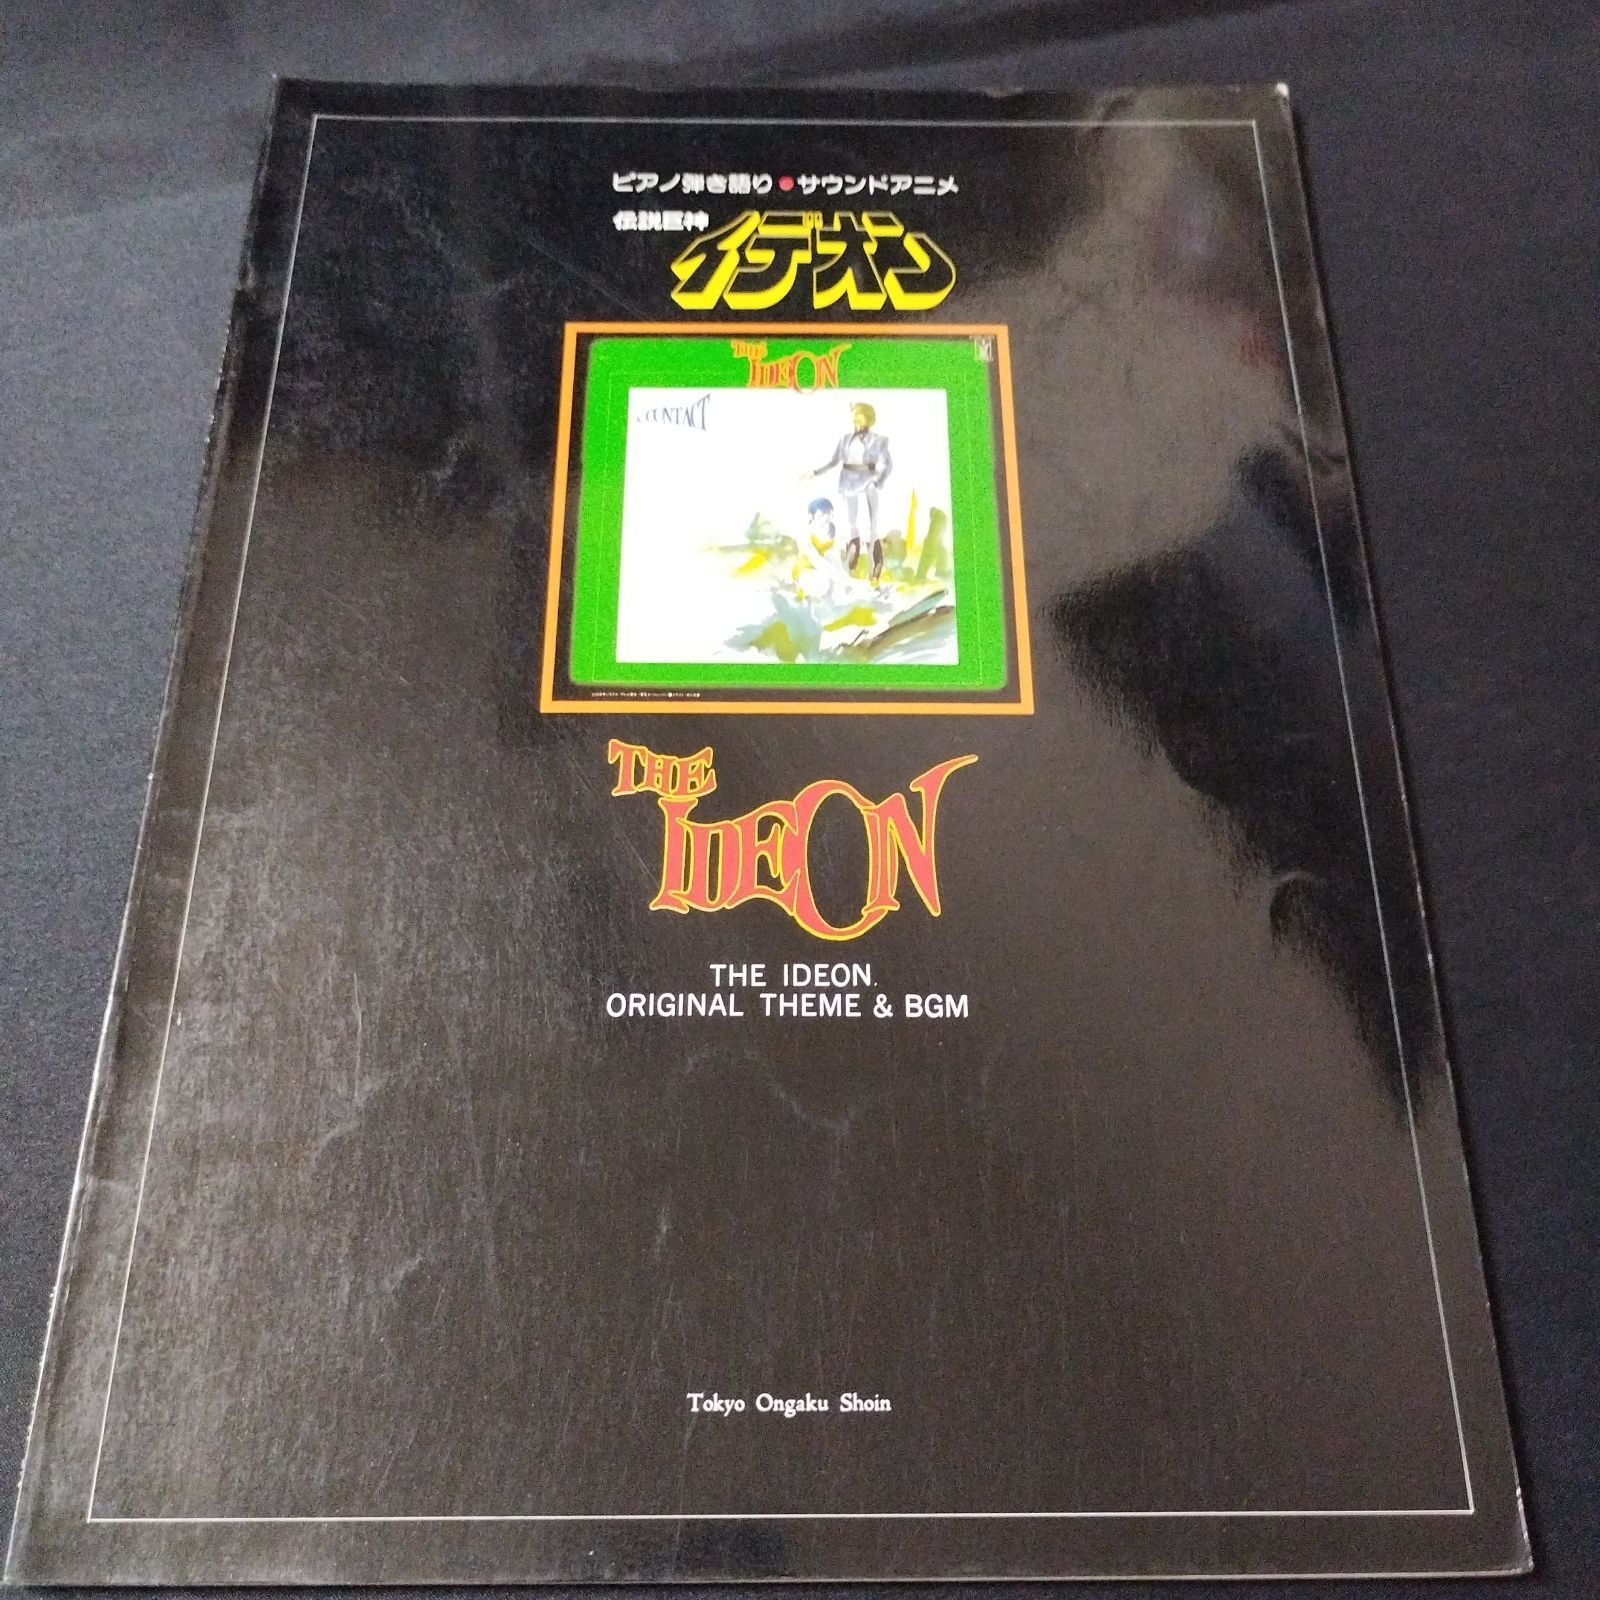 ピアノ弾き語り●サウンドアニメ
伝説巨神
イデオン
THE
IDEON
CONTACT
THE
IDEON
THE IDEON.
ORIGINAL THEME & BGM
Tokyo Ongaku Shoin